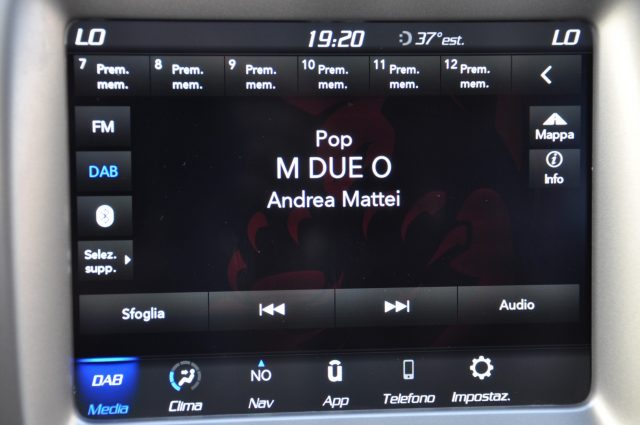 LO 19:20 37° est. LO
7 Prem. mem. 8 Prem. mem. 9 Prem. mem. 10 Prem. mem. 11 Prem. mem. 12 Prem. mem.
FM
Pop
Mappa
M DUE O
DAB
Info
Andrea Mattei
Selez. supp.
Sfoglia
Audio
DAB NO
Media Clima Nav App Telefono Impostaz.